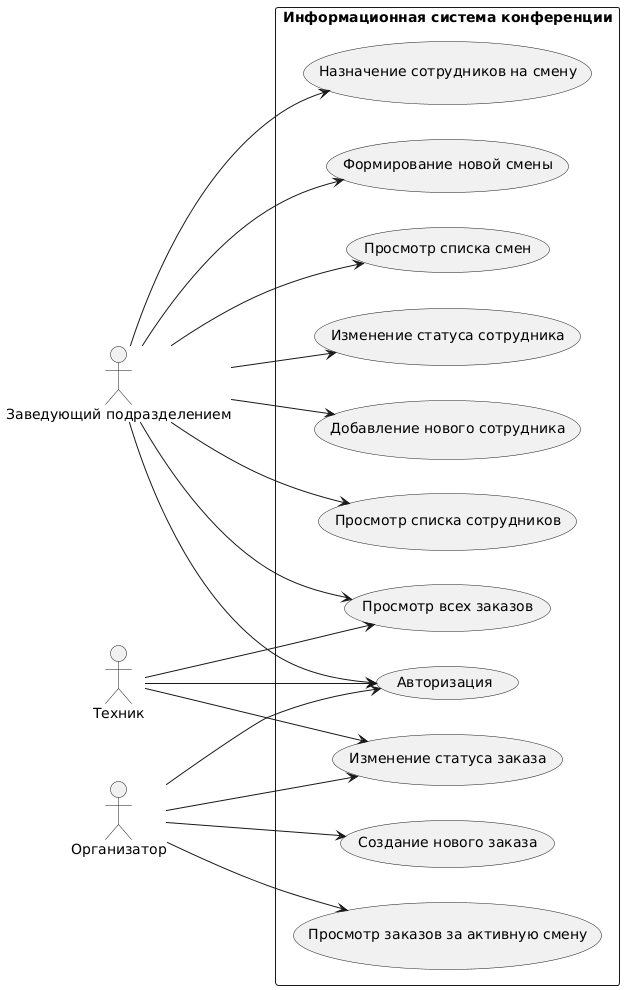 Информационная система конференции
Назначение сотрудников на смену
Формирование новой смены
Просмотр списка смен
Изменение статуса сотрудника
Заведующий подразделением
Добавление нового сотрудника
Просмотр списка сотрудников
Просмотр всех заказов
Авторизация
Техник
Изменение статуса заказа
Создание нового заказа
Организатор
Просмотр заказов за активную смену